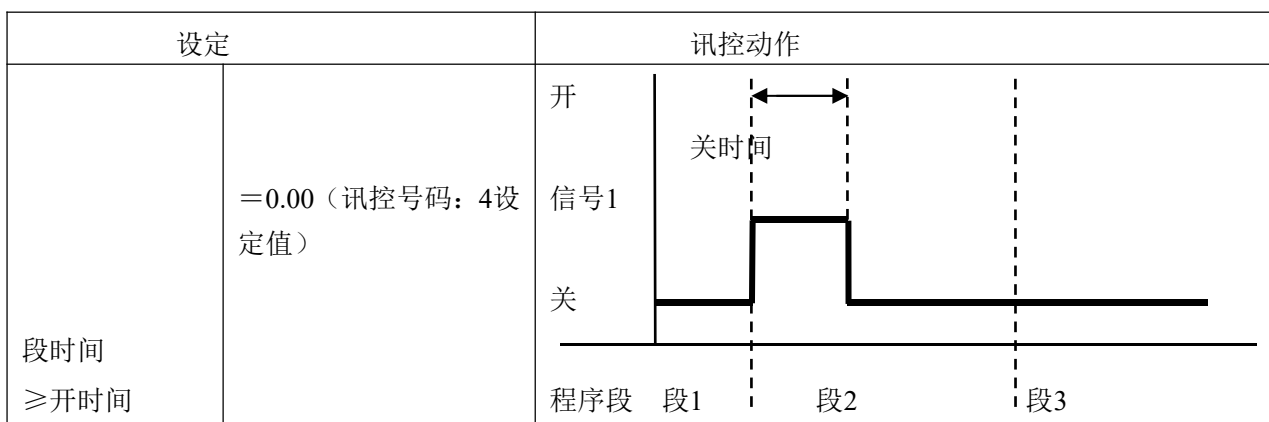 设定
讯控动作
段时间
≥开时间
=0.00（讯控号码：4设
定值）
开
关时间
信号1
关
程序段 段1 段2 段3